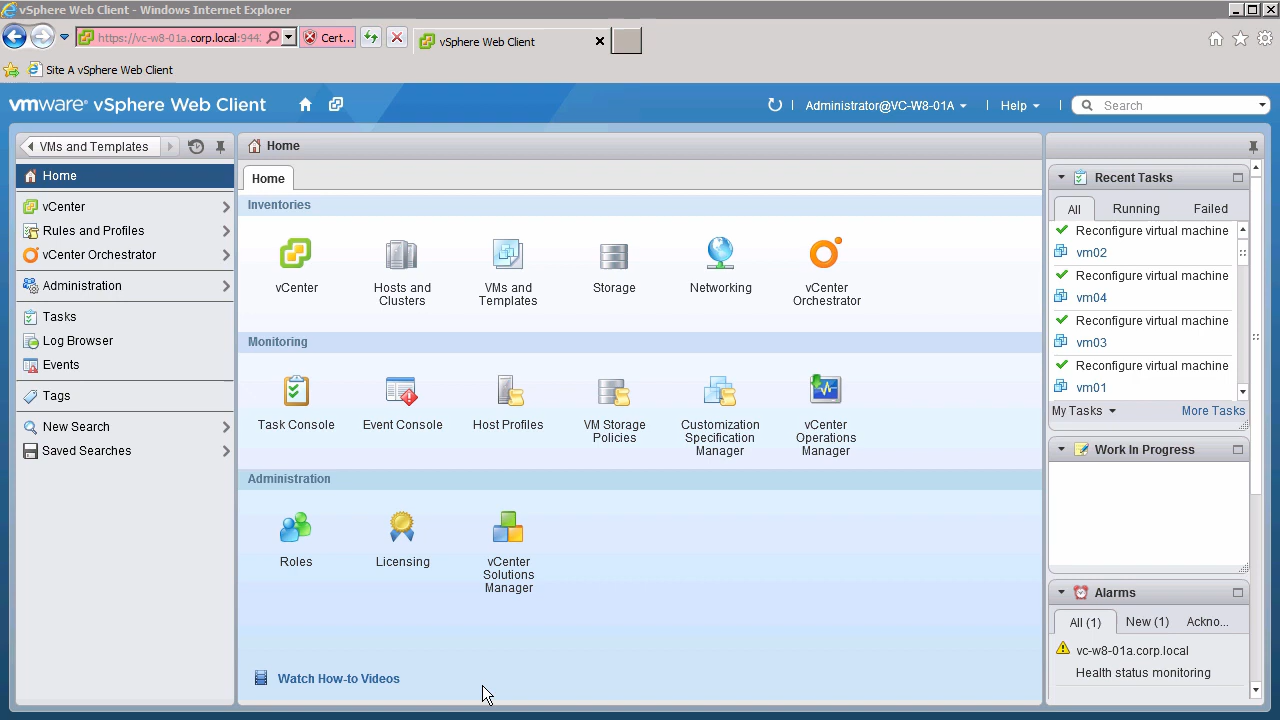 vSphere Web Client - Windows Internet Explorer
https://vc-w8-01a.corp.local:944
Cert...
vSphere Web Client
Site A vSphere Web Client
vmware vSphere Web Client
Administrator@VC-W8-01A
Help
Search
VMs and Templates
Home
vCenter
Rules and Profiles
vCenter Orchestrator
Administration
Tasks
Log Browser
Events
Tags
New Search
Saved Searches
Home
Home
Inventories
vCenter
Hosts and
Clusters
VMs and
Templates
Storage
Networking
vCenter
Orchestrator
Monitoring
Task Console
Event Console
Host Profiles
VM Storage
Policies
Customization
Specification
Manager
vCenter
Operations
Manager
Administration
Roles
Licensing
vCenter
Solutions
Manager
Watch How-to Videos
Recent Tasks
All Running Failed
Reconfigure virtual machine
vm02
Reconfigure virtual machine
vm04
Reconfigure virtual machine
vm03
Reconfigure virtual machine
vm01
My Tasks More Tasks
Work In Progress
Alarms
All (1) New (1) Ackno...
vc-w8-01a.corp.local
Health status monitoring